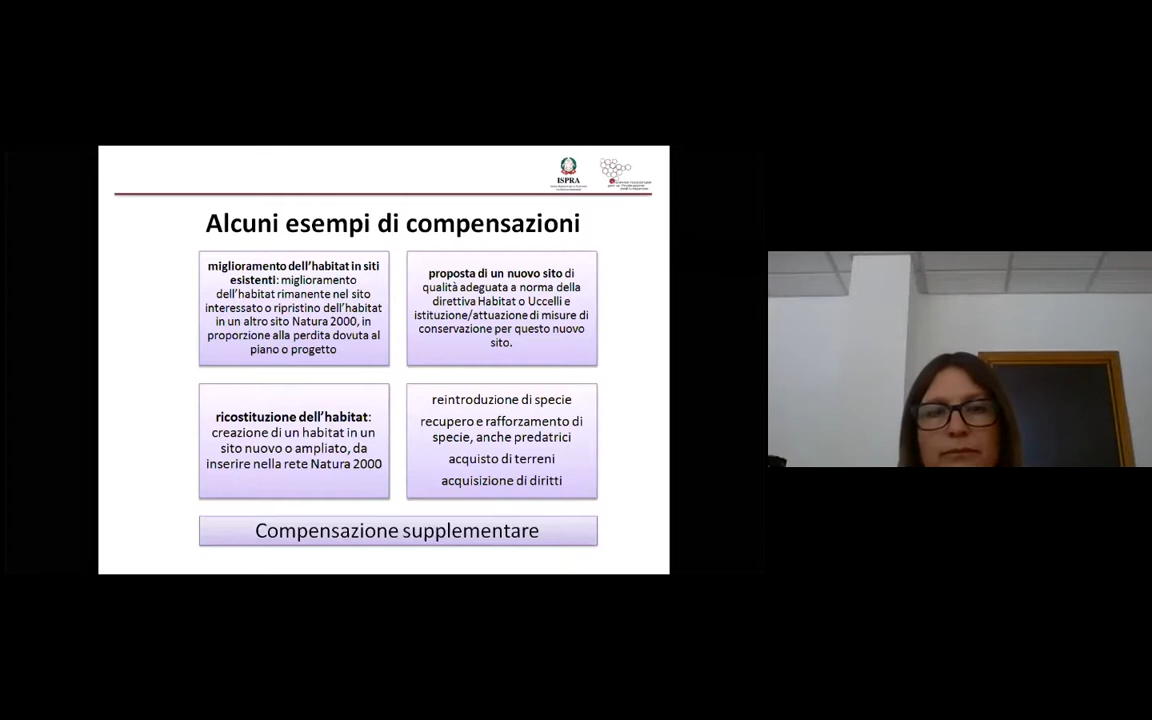 ISPRA
Alcuni esempi di compensazioni
miglioramento dell'habitat in siti
esistenti: miglioramento
dell'habitat rimanente nel sito
interessato o ripristino dell'habitat
in un altro sito Natura 2000, in
proporzione alla perdita dovuta al
piano o progetto
proposta di un nuovo sito di
qualità adeguata a norma della
direttiva Habitat o Uccelli e
istituzione/attuazione di misure di
conservazione per questo nuovo
sito.
ricostituzione dell'habitat:
creazione di un habitat in un
sito nuovo o ampliato, da
inserire nella rete Natura 2000
reintroduzione di specie
recupero e rafforzamento di
specie, anche predatrici
acquisto di terreni
acquisizione di diritti
Compensazione supplementare